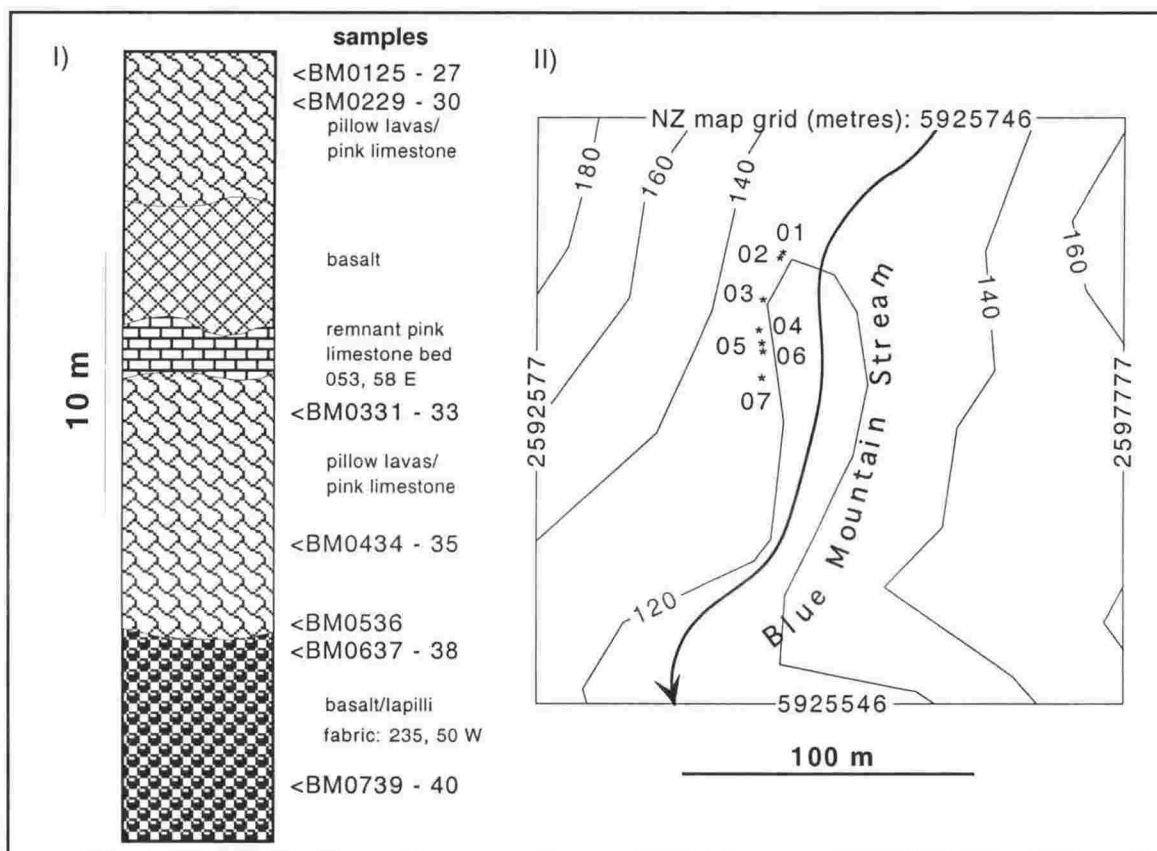 I)
samples
<BM0125 - 27
<BM0229 - 30
pillow lavas/
pink limestone
basalt
remnant pink
limestone bed
053, 58 E
<BM0331 - 33
pillow lavas/
pink limestone
<BM0434 - 35
<BM0536
<BM0637 - 38
basalt/lapilli
fabric: 235, 50 W
<BM0739 - 40
10 m
II)
NZ map grid (metres): 5925746
180
160
140
01
02
03
04
05
06
07
160
140
120
2592577
2597777
Blue Mountain Stream
5925546
100 m